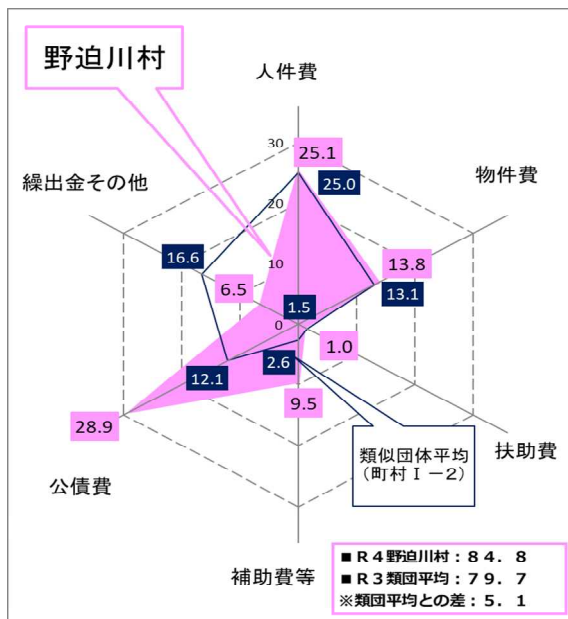 野迫川村
人件費
30
25.1
25.0
物件費
繰出金その他
20
16.6
10
13.8
13.1
6.5
1.5
0
1.0
2.6
12.1
9.5
28.9
類似団体平均
(町村Ⅰ-2)
扶助費
公債費
補助費等
■R4野迫川村:84.8
■R3類団平均:79.7
※類団平均との差:5.1